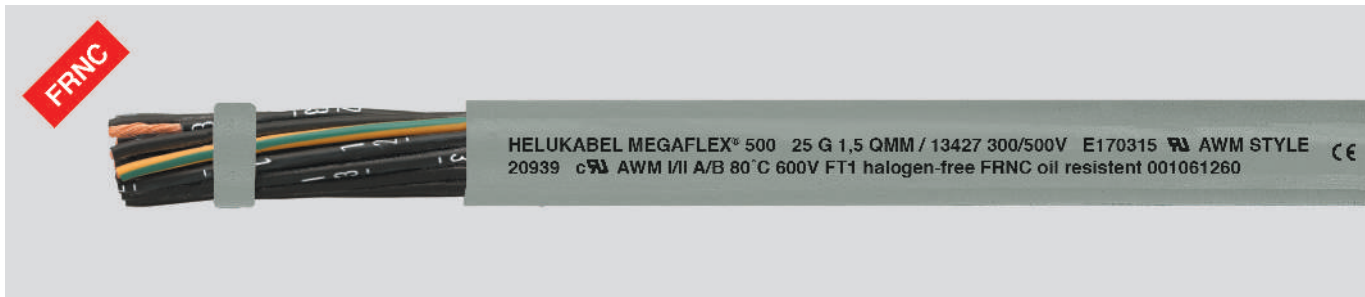 FRNC
HELUKABEL MEGAFLEX® 500 25 G 1,5 QMM / 13427 300/500V E170315 AWM STYLE
20939 c AWM I/II A/B 80°C 600V FT1 halogen-free FRNC oil resistent 001061260
CE